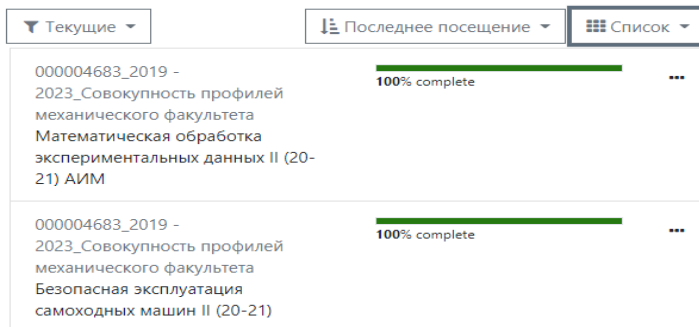 Текущие
Последнее посещение
Список
000004683_2019 -
2023_Совокупность профилей
механического факультета
Математическая обработка
экспериментальных данных II (20-
21) АИМ
100% complete
000004683_2019 -
2023_Совокупность профилей
механического факультета
Безопасная эксплуатация
самоходных машин II (20-21)
100% complete